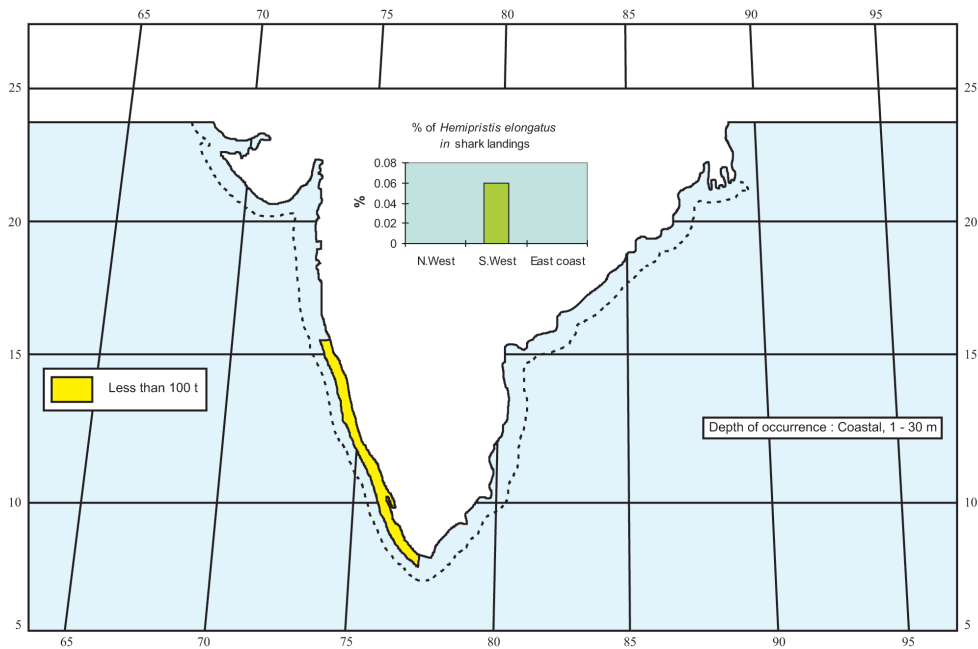 65 70 75 80 85 90 95
25 25
% of Hemipristis elongatus
in shark landings
0.08
0.06
0.04
0.02
0
%
N.West S.West East coast
20 20
15 15
Less than 100 t
Depth of occurrence : Coastal, 1 - 30 m
10 10
5 5
65 70 75 80 85 90 95